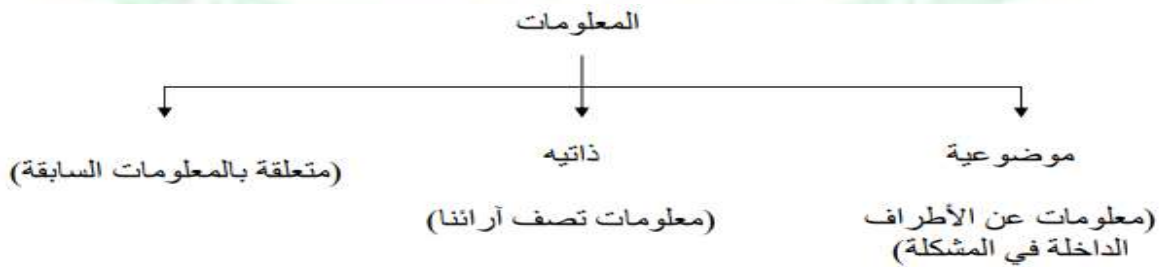 المعلومات
موضوعية
(معلومات عن الأطراف
الداخلة في المشكلة)
ذاتيه
(معلومات تصف آرائنا)
(متعلقة بالمعلومات السابقة)